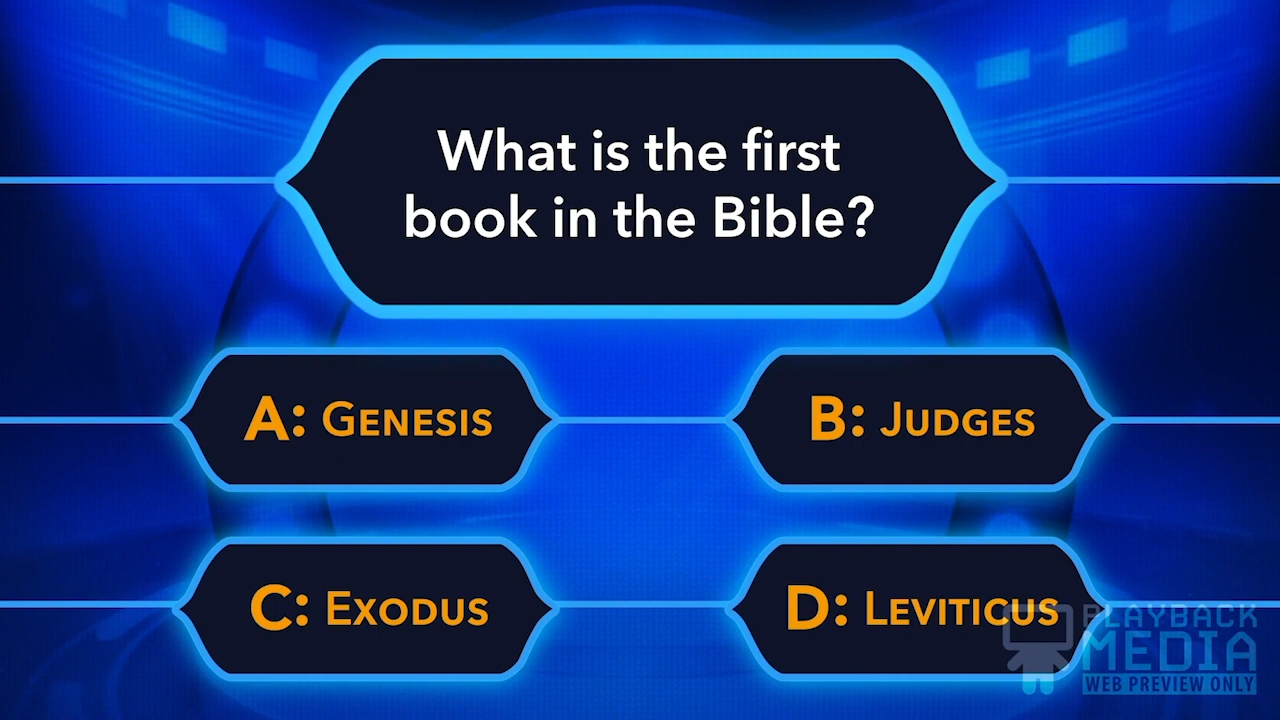 What is the first
book in the Bible?
A: GENESIS
B: JUDGES
C: EXODUS
D: LEVITICUS
PLAYBACK
MEDIA
WEB PREVIEW ONLY